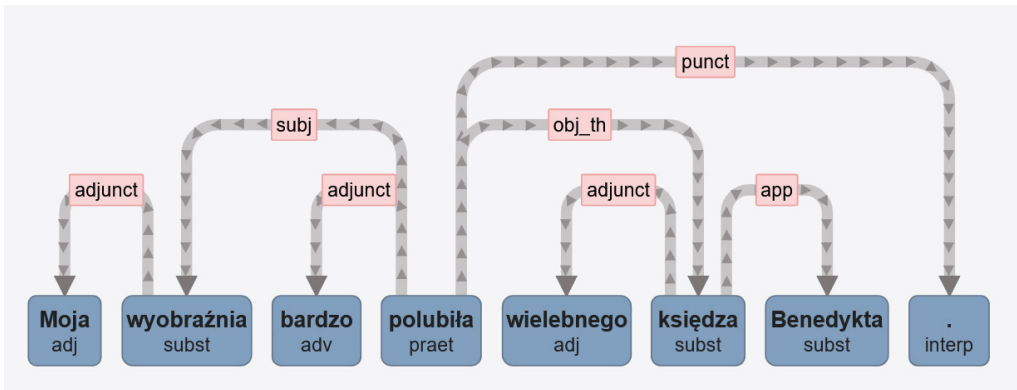 punct
subj obj_th
adjunct adjunct adjunct app
Moja wyobraźnia bardzo polubiła wielebnego księdza Benedykta .
adj subst adv praet adj subst subst interp